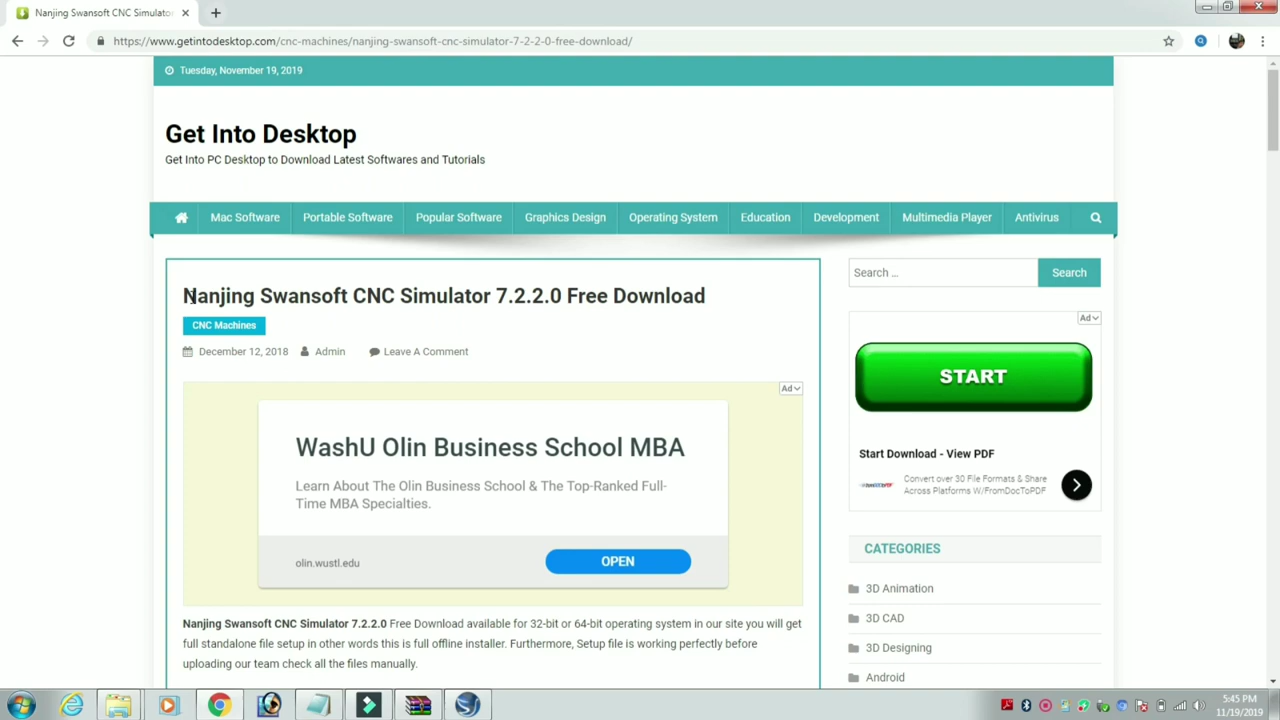 Nanjing Swansoft CNC Simulator
https://www.getintodesktop.com/cnc-machines/nanjing-swansoft-cnc-simulator-7-2-2-0-free-download/
Tuesday, November 19, 2019
Get Into Desktop
Get Into PC Desktop to Download Latest Softwares and Tutorials
Mac Software Portable Software Popular Software Graphics Design Operating System Education Development Multimedia Player Antivirus
Nanjing Swansoft CNC Simulator 7.2.2.0 Free Download
CNC Machines
December 12, 2018 Admin Leave A Comment
Ad
WashU Olin Business School MBA
Learn About The Olin Business School & The Top-Ranked Full-
Time MBA Specialties.
olin.wustl.edu OPEN
Nanjing Swansoft CNC Simulator 7.2.2.0 Free Download available for 32-bit or 64-bit operating system in our site you will get
full standalone file setup in other words this is full offline installer. Furthermore, Setup file is working perfectly before
uploading our team check all the files manually.
Search ... Search
Ad
START
Start Download - View PDF
Convert over 30 File Formats & Share
Across Platforms W/FromDocToPDF
CATEGORIES
3D Animation
3D CAD
3D Designing
Android
5:45 PM
11/19/2019